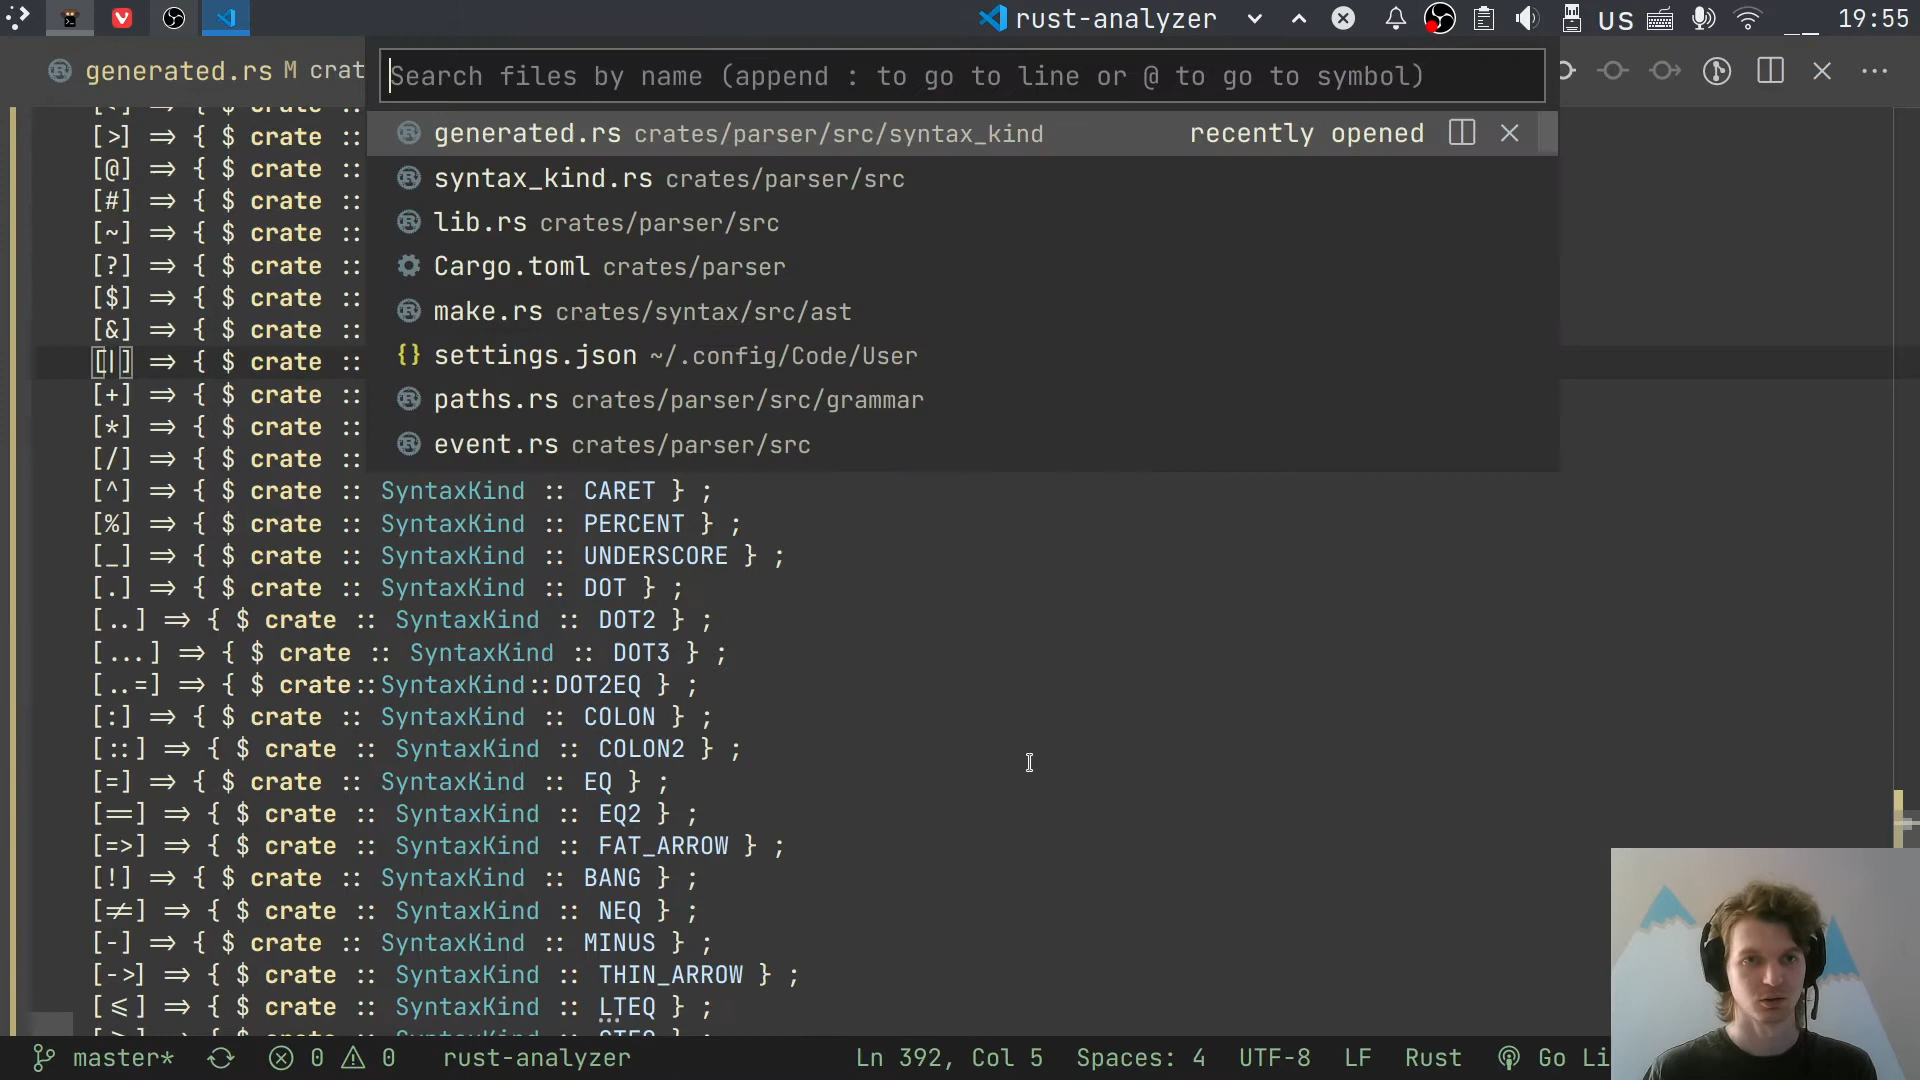 rust-analyzer
US
19:55
generated.rs M crat
Search files by name (append : to go to line or @ to go to symbol)
generated.rs crates/parser/src/syntax_kind recently opened
syntax_kind.rs crates/parser/src
lib.rs crates/parser/src
Cargo.toml crates/parser
make.rs crates/syntax/src/ast
{} settings.json ~/.config/Code/User
paths.rs crates/parser/src/grammar
event.rs crates/parser/src
[>] => { $ crate ::
[@] => { $ crate ::
[#] => { $ crate ::
[~] => { $ crate ::
[?] => { $ crate ::
[$] => { $ crate ::
[&] => { $ crate ::
[|] => { $ crate ::
[+] => { $ crate ::
[*] => { $ crate ::
[/] => { $ crate ::
[^] => { $ crate :: SyntaxKind :: CARET } ;
[%] => { $ crate :: SyntaxKind :: PERCENT } ;
[_] => { $ crate :: SyntaxKind :: UNDERSCORE } ;
[.] => { $ crate :: SyntaxKind :: DOT } ;
[..] => { $ crate :: SyntaxKind :: DOT2 } ;
[...] => { $ crate :: SyntaxKind :: DOT3 } ;
[..=] => { $ crate::SyntaxKind::DOT2EQ } ;
[:] => { $ crate :: SyntaxKind :: COLON } ;
[::] => { $ crate :: SyntaxKind :: COLON2 } ;
[=] => { $ crate :: SyntaxKind :: EQ } ;
[==] => { $ crate :: SyntaxKind :: EQ2 } ;
[=>] => { $ crate :: SyntaxKind :: FAT_ARROW } ;
[!] => { $ crate :: SyntaxKind :: BANG } ;
[!=] => { $ crate :: SyntaxKind :: NEQ } ;
[-] => { $ crate :: SyntaxKind :: MINUS } ;
[->] => { $ crate :: SyntaxKind :: THIN_ARROW } ;
[<=] => { $ crate :: SyntaxKind :: LTEQ } ;
master* 0 0 rust-analyzer Ln 392, Col 5 Spaces: 4 UTF-8 LF Rust Go Li